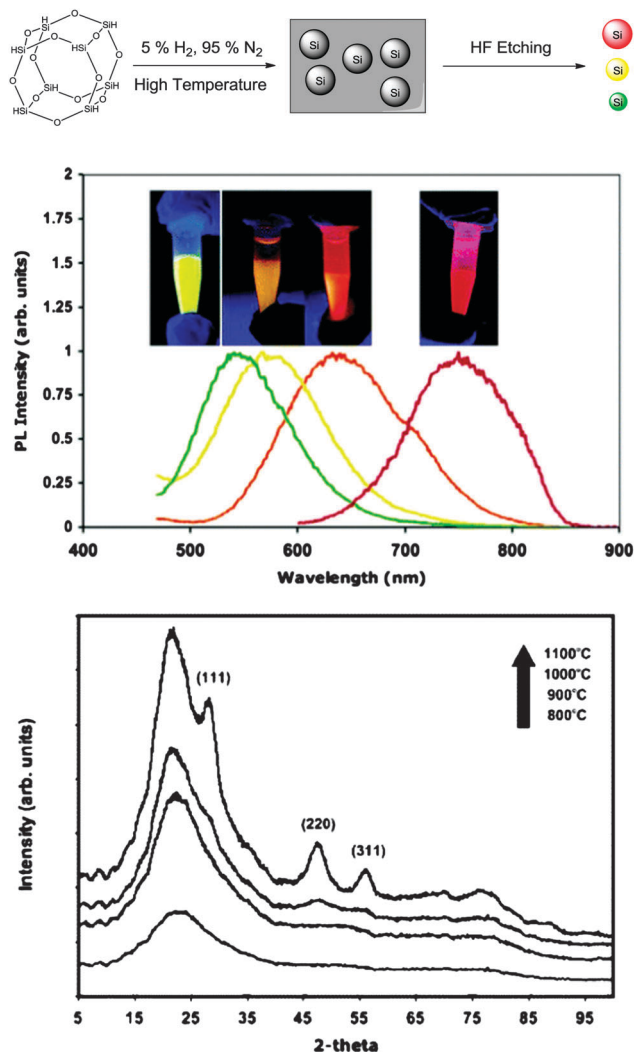 H
SiH
O
SiH
HSi
HSi
O
SiH
SiH
HSi
SiH
O
5 % H2, 95 % N2
High Temperature
Si
Si
Si
Si
Si
HF Etching
Si
Si
Si
2
1.75
1.5
1.25
1
0.75
0.5
0.25
0
PL Intensity (arb. units)
400 500 600 700 800 900
Wavelength (nm)
Intensity (arb. units)
(111)
(220)
(311)
1100°C
1000°C
900°C
800°C
5 15 25 35 45 55 65 75 85 95
2-theta